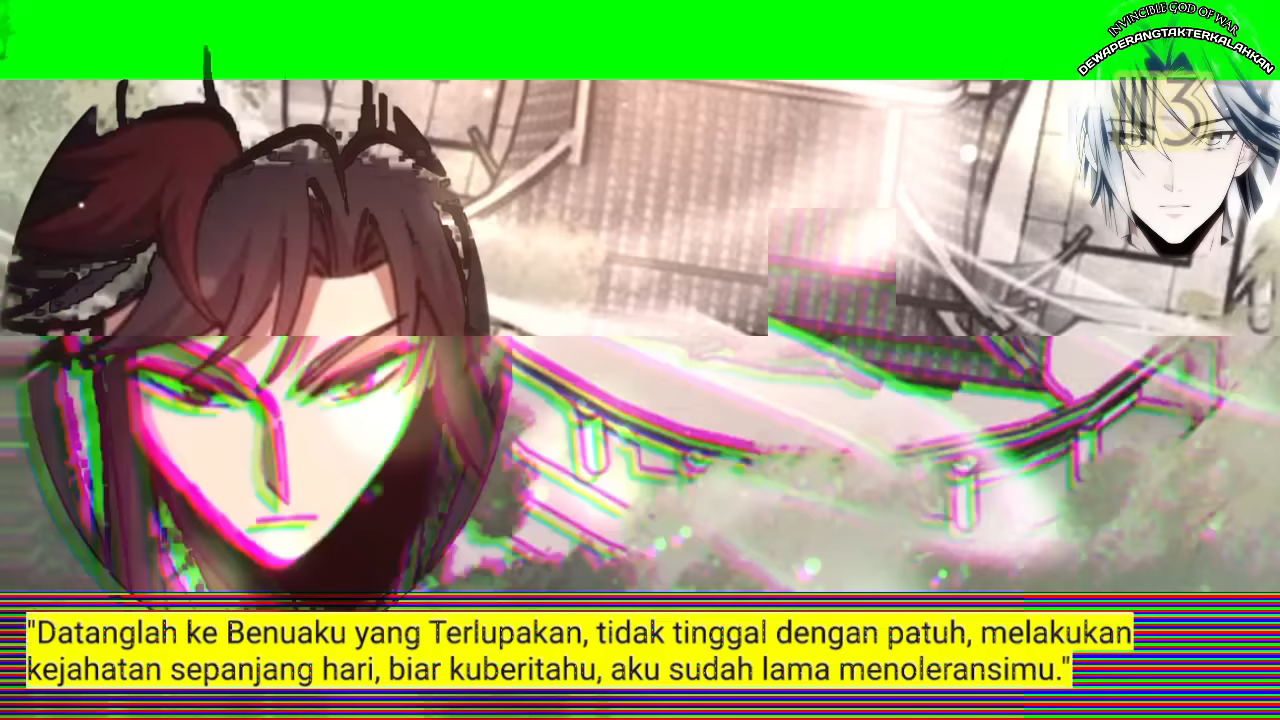 INVINCIBLE GOD OF WAR
DEWAPERANGTAKTERKALAHKAN
3
"Datanglah ke Benuaku yang Terlupakan, tidak tinggal dengan patuh, melakukan
kejahatan sepanjang hari, biar kuberitahu, aku sudah lama menoleransimu."